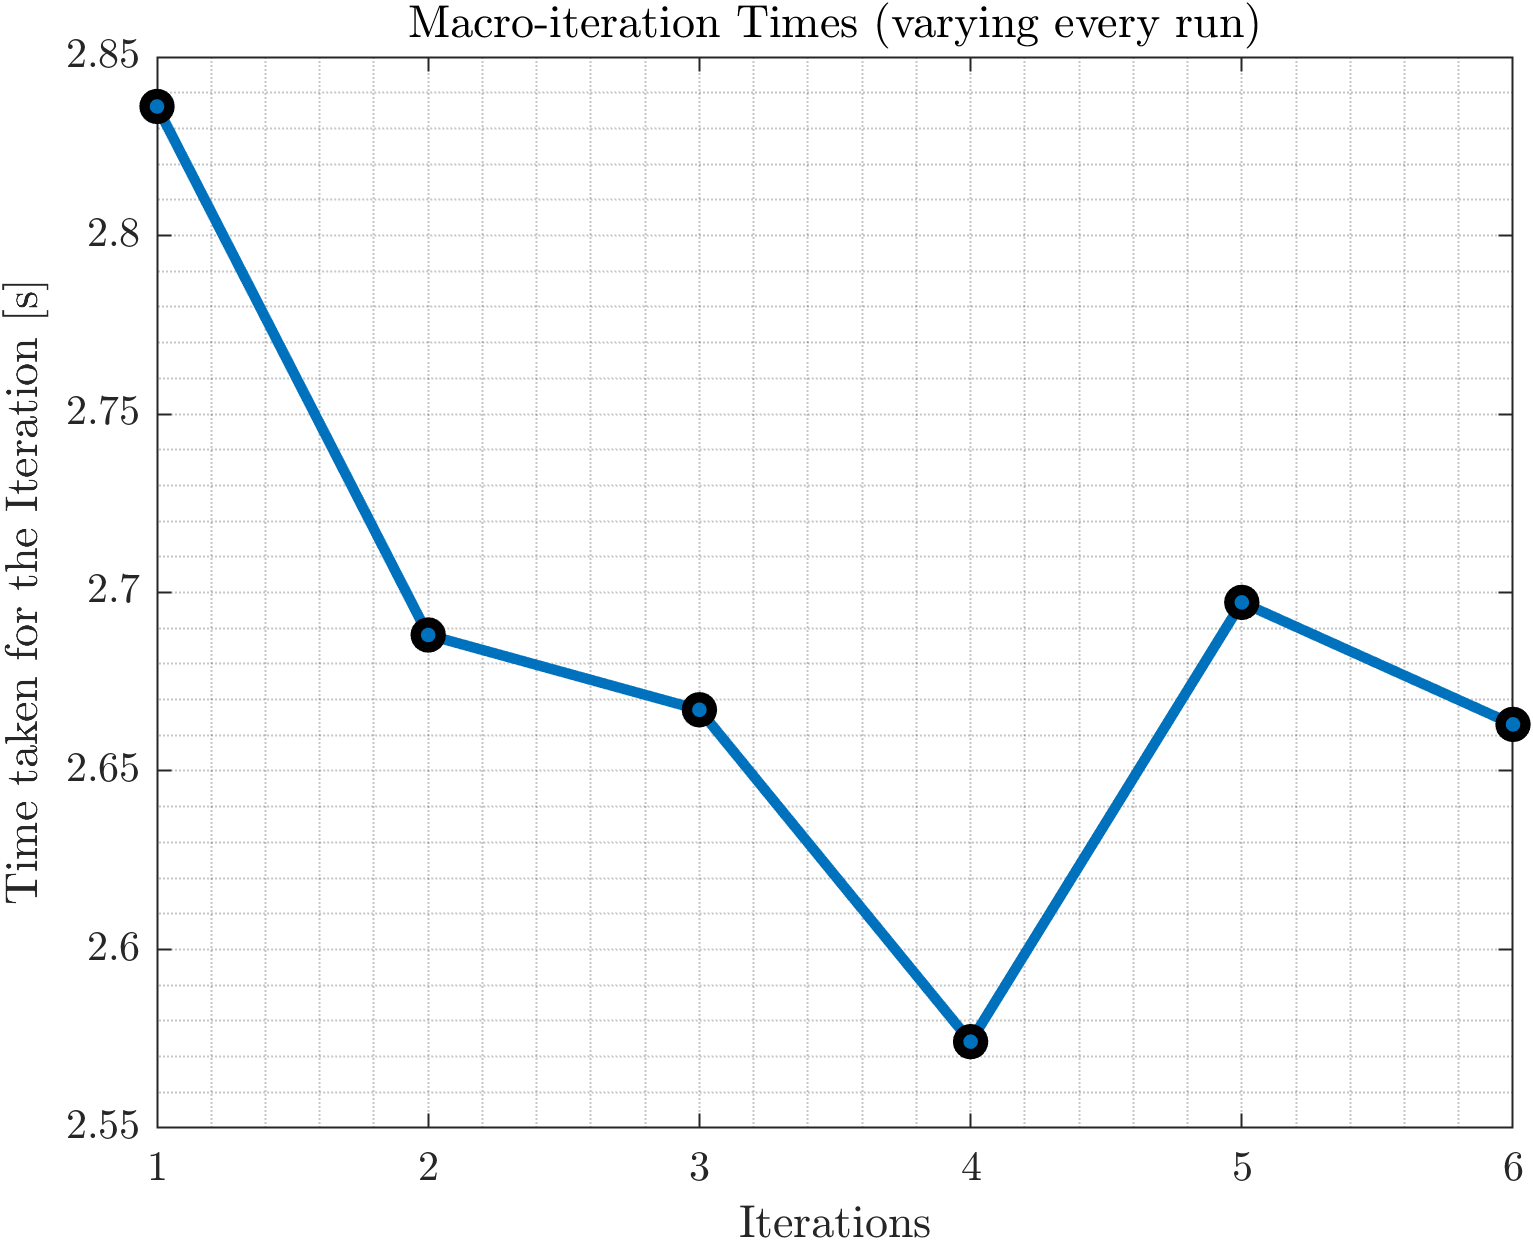 Macro-iteration Times (varying every run)
2.85
2.8
2.75
2.7
2.65
2.6
2.55
Time taken for the Iteration [s]
1 2 3 4 5 6
Iterations